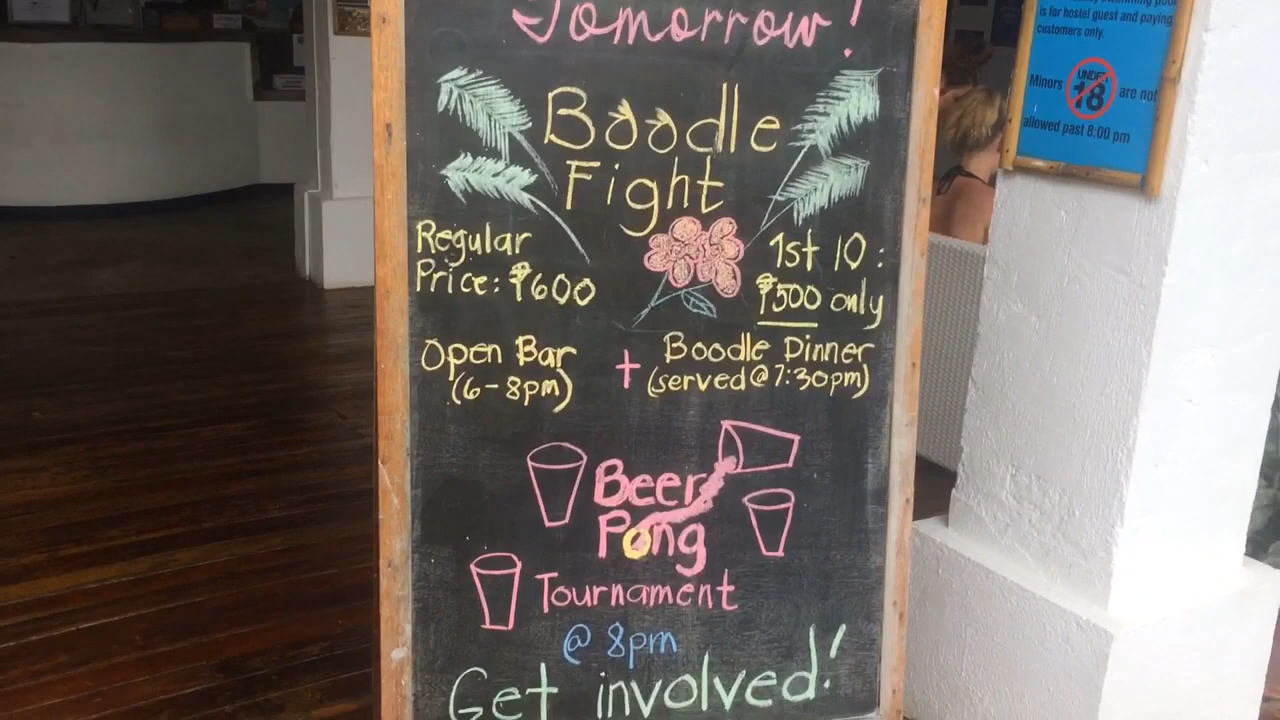 Tomorrow!
Boodle
Fight
Regular
Price: ₱600
1st 10:
₱500 only
Open Bar
(6-8pm)
+
Boodle Dinner
(served@7:30pm)
Beer
Pong
Tournament
@ 8pm
Get involved!
swimming pool
is for hostel guest and paying
customers only.
Minors UNDER 18 are not
allowed past 8:00 pm